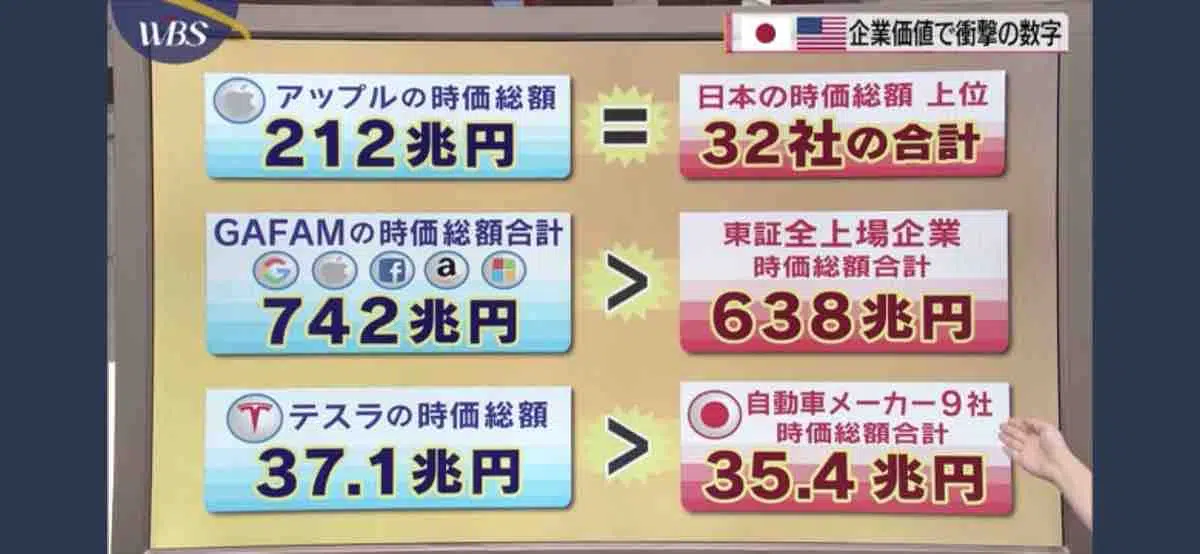 WBS
企業価値で衝撃の数字
アップルの時価総額
212兆円
=
日本の時価総額 上位
32社の合計
GAFAMの時価総額合計
742兆円
>
東証全上場企業
時価総額合計
638兆円
テスラの時価総額
37.1兆円
>
自動車メーカー9社
時価総額合計
35.4兆円